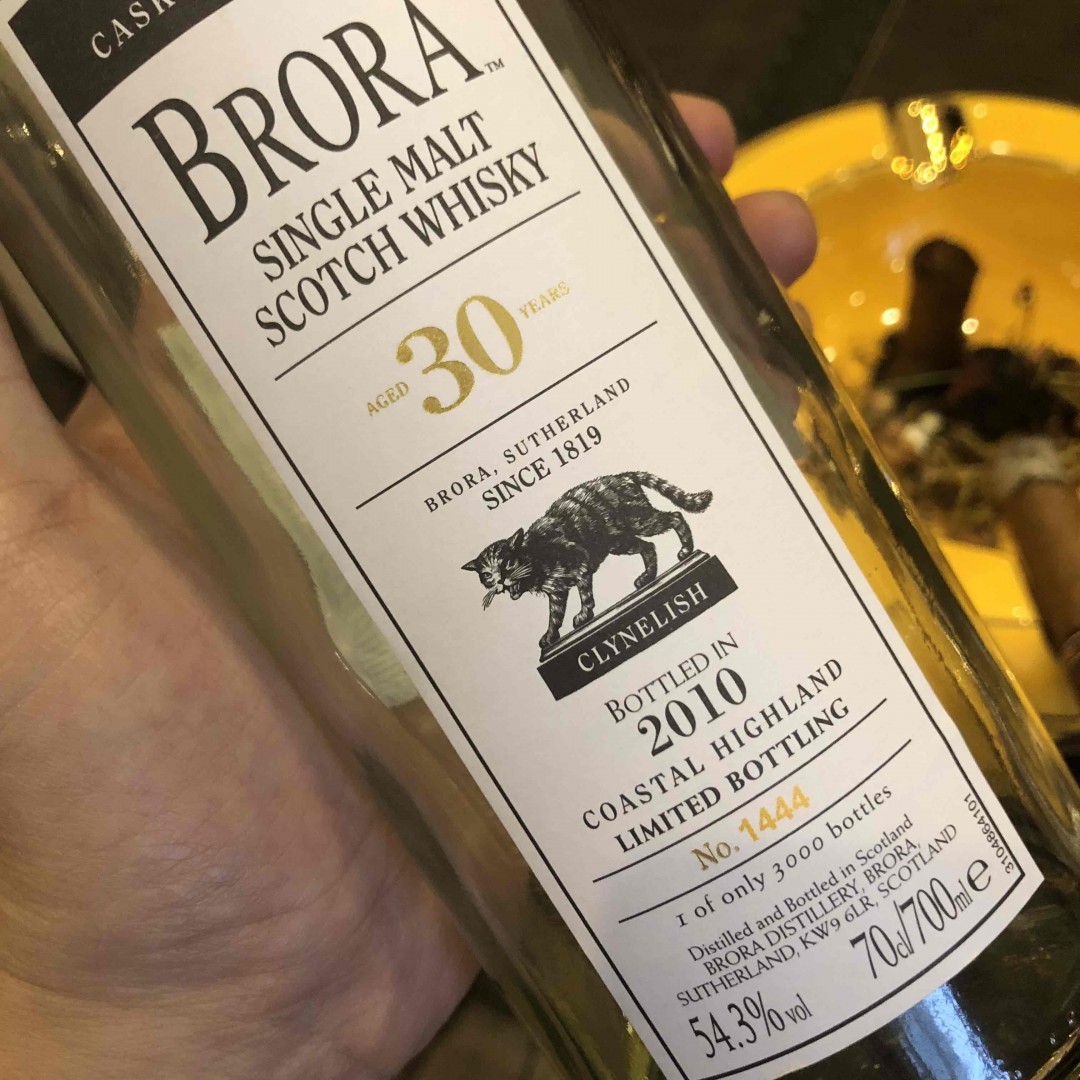 CASK
BRORA™
SINGLE MALT
SCOTCH WHISKY
AGED 30 YEARS
BRORA, SUTHERLAND
SINCE 1819
CLYNELISH
BOTTLED IN
2010
COASTAL HIGHLAND
LIMITED BOTTLING
No. 1444
1 of only 3000 bottles
Distilled and Bottled in Scotland
BRORA DISTILLERY, BRORA,
SUTHERLAND, KW9 6LR, SCOTLAND
54.3% vol 70cl/700ml e
3104864101